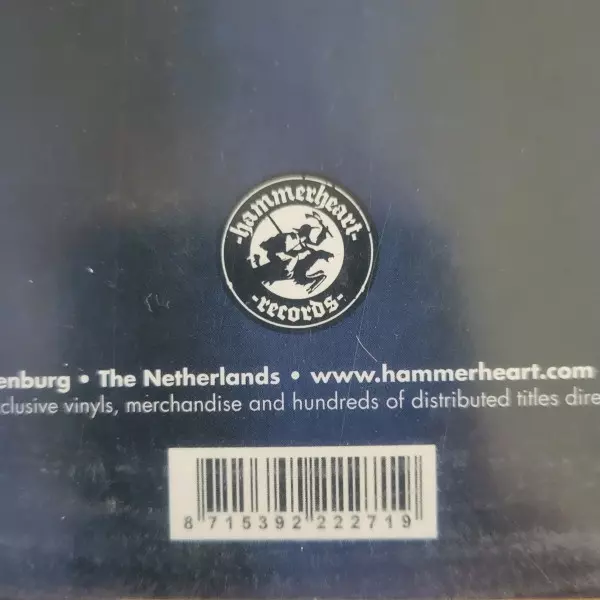 -hammerheart-
-records-
enburg • The Netherlands • www.hammerheart.com
clusive vinyls, merchandise and hundreds of distributed titles dire
8 715392 222719